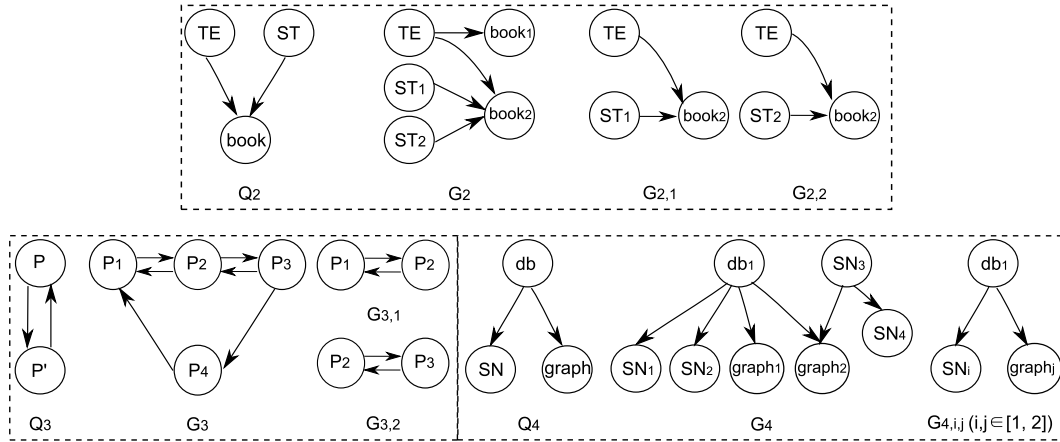 TE ST TE book1 TE TE
ST1 ST1 book2 ST2 book2
book ST2 book2
Q2 G2 G2,1 G2,2
P P1 P2 P3 P1 P2 db db1 SN3 db1
G3,1 SN4
P' P4 P2 P3 SN graph SN1 SN2 graph1 graph2 SNi graphj
Q3 G3 G3,2 Q4 G4 G4,i,j (i,j∈[1, 2])